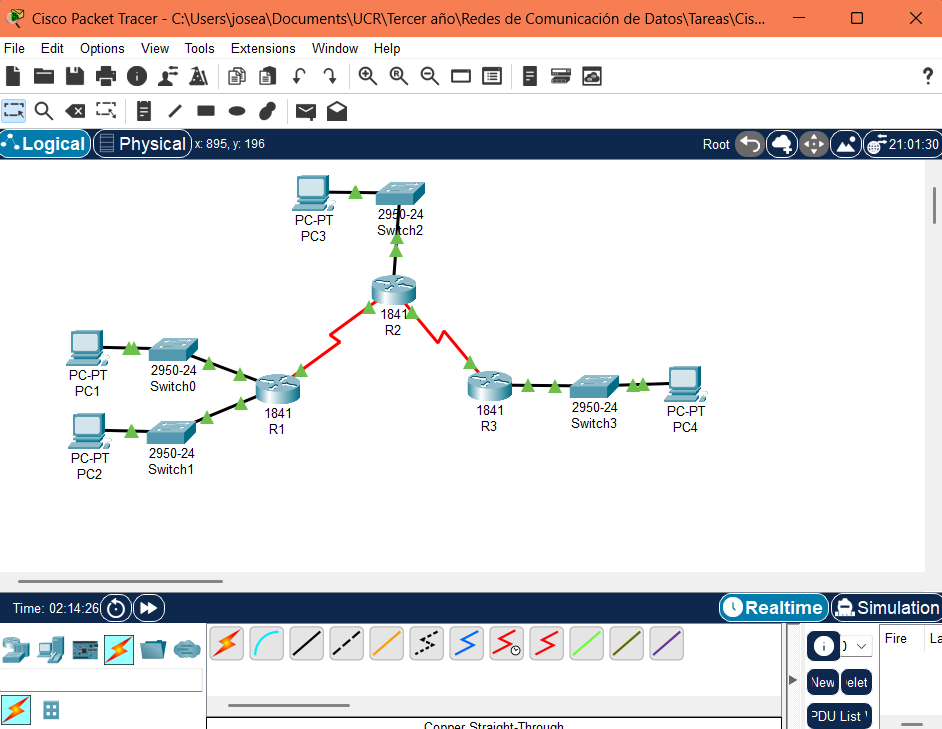 Cisco Packet Tracer - C:\Users\josea\Documents\UCR\Tercer año\Redes de Comunicación de Datos\Tareas\Cis...
File Edit Options View Tools Extensions Window Help
?
Logical Physical x: 895, y: 196 Root 21:01:30
PC-PT
PC3
2950-24
Switch2
1841
R2
PC-PT
PC1
2950-24
Switch0
1841
R1
PC-PT
PC2
2950-24
Switch1
1841
R3
2950-24
Switch3
PC-PT
PC4
Time: 02:14:26 Realtime Simulation
Fire La
New elet
PDU List
Copper Straight-Through